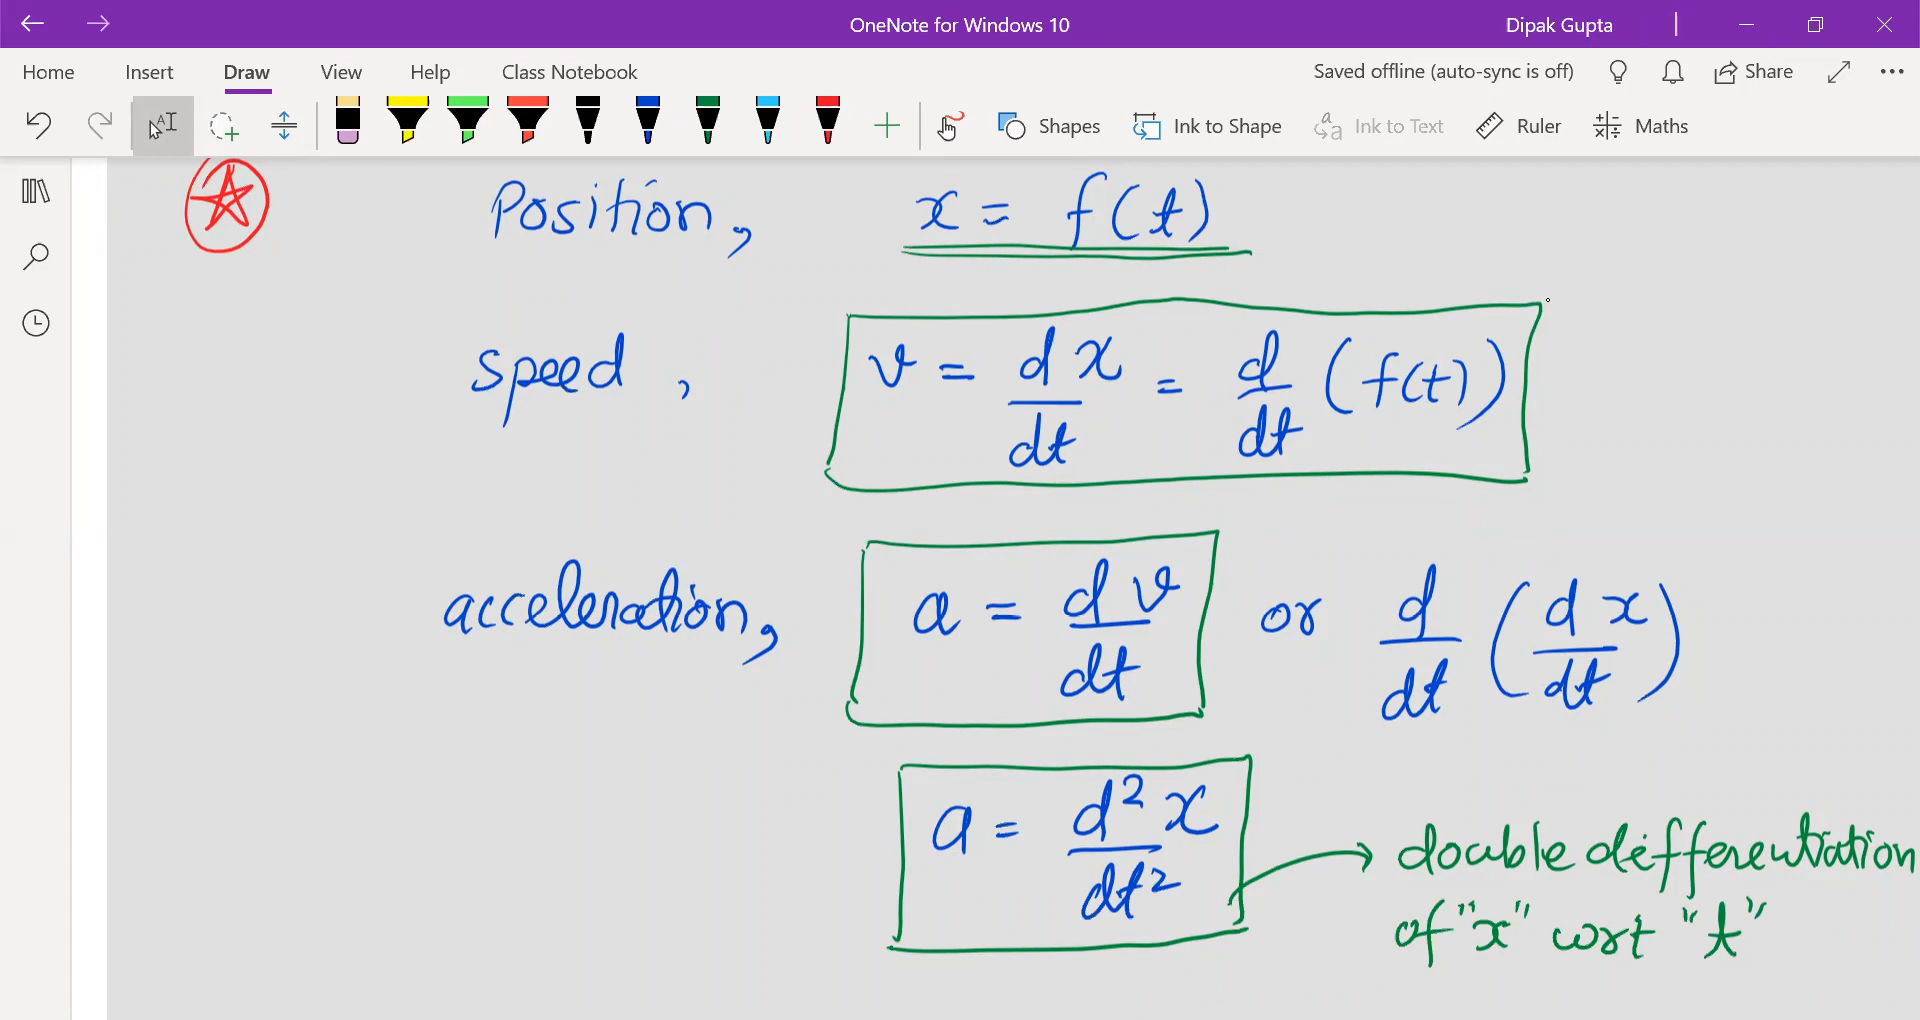 OneNote for Windows 10
Dipak Gupta
Home Insert Draw View Help Class Notebook
Saved offline (auto-sync is off) Share
Shapes Ink to Shape Ink to Text Ruler Maths
Position, x = f(t)
speed, v = dx/dt = d/dt (f(t))
acceleration, a = dv/dt or d/dt (dx/dt)
a = d²x/dt² → double differentiation
of "x" wrt "t"